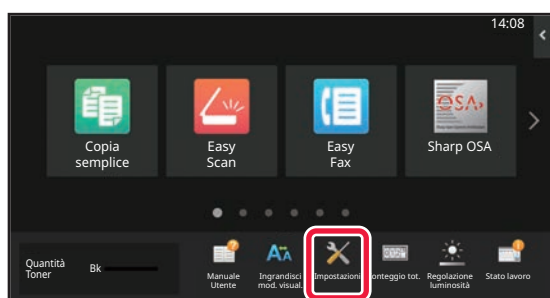 14:08
Copia
semplice
Easy
Scan
Easy
Fax
OSA
Sharp OSA
Quantità
Toner
Bk
Manuale
Utente
Ingrandisci
mod. visual.
Impostazioni
onteggio tot.
Regolazione
luminosità
Stato lavoro